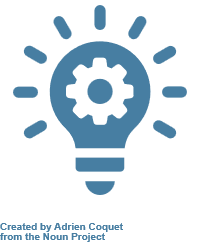 Created by Adrien Coquet
from the Noun Project